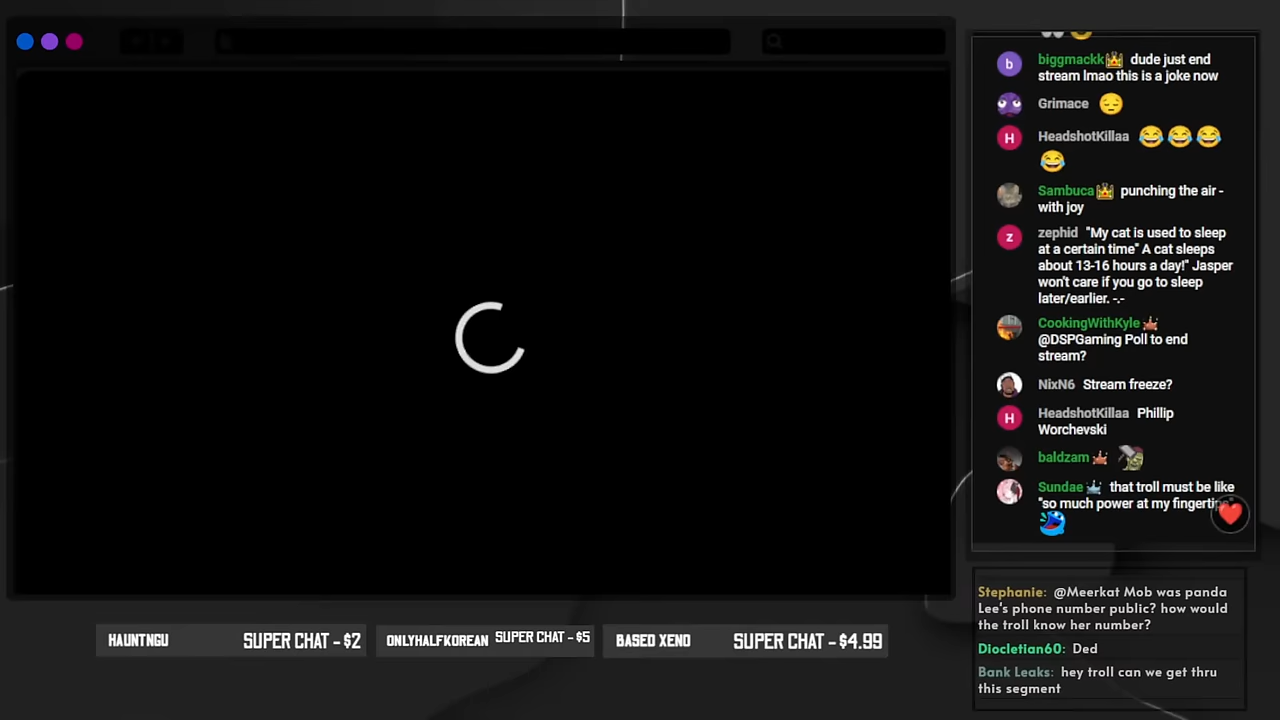 biggmackk dude just end
stream lmao this is a joke now
Grimace
HeadshotKillaa
Sambuca punching the air -
with joy
zephid "My cat is used to sleep
at a certain time" A cat sleeps
about 13-16 hours a day!" Jasper
won't care if you go to sleep
later/earlier. -.-
CookingWithKyle
@DSPGaming Poll to end
stream?
NixN6 Stream freeze?
HeadshotKillaa Phillip
Worchevski
baldzam
Sundae that troll must be like
"so much power at my
Stephanie: @Meerkat Mob was panda
Lee's phone number public? how would
the troll know her number?
Diocletian60: Ded
Bank Leaks: hey troll can we get thru
this segment
HAUNTNGU SUPER CHAT - $2
ONLYHALFKOREAN SUPER CHAT - $5
BASED XEND SUPER CHAT - $4.99